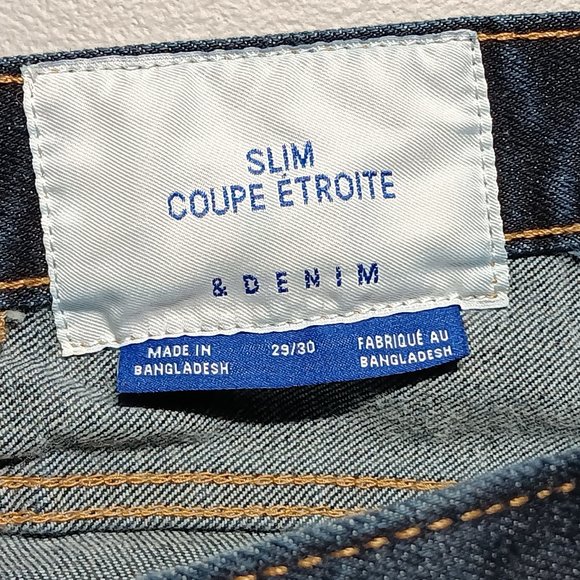 SLIM
COUPE ÉTROITE
& DENIM
MADE IN
BANGLADESH
29/30
FABRIQUÉ AU
BANGLADESH